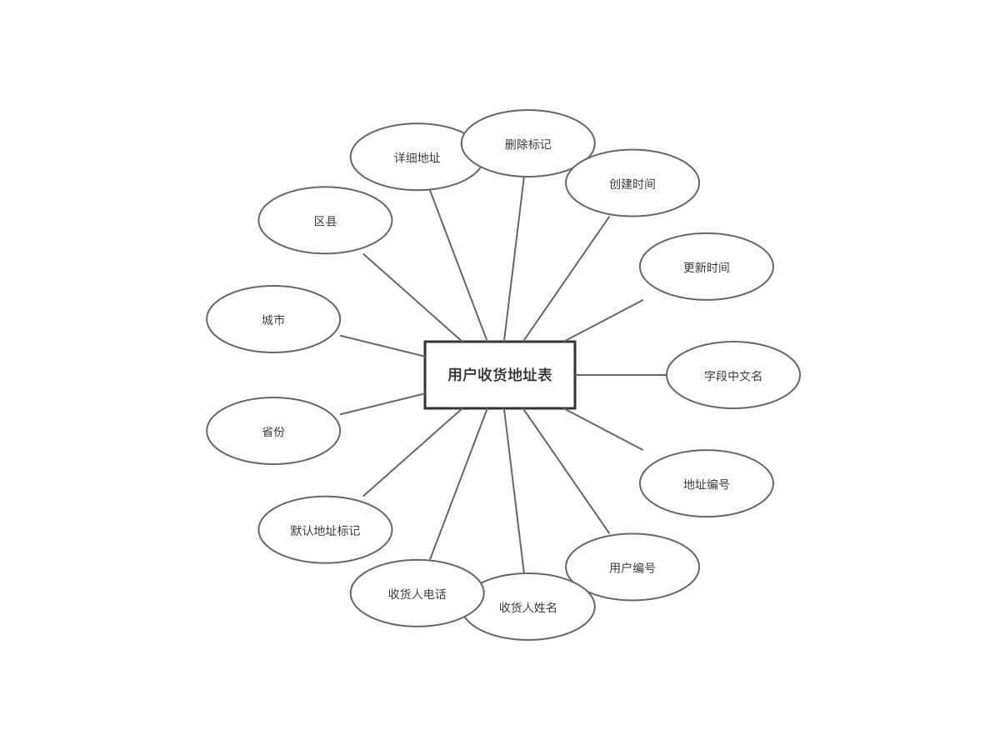 删除标记
详细地址
创建时间
区县
更新时间
城市
用户收货地址表
字段中文名
省份
地址编号
默认地址标记
用户编号
收货人电话
收货人姓名